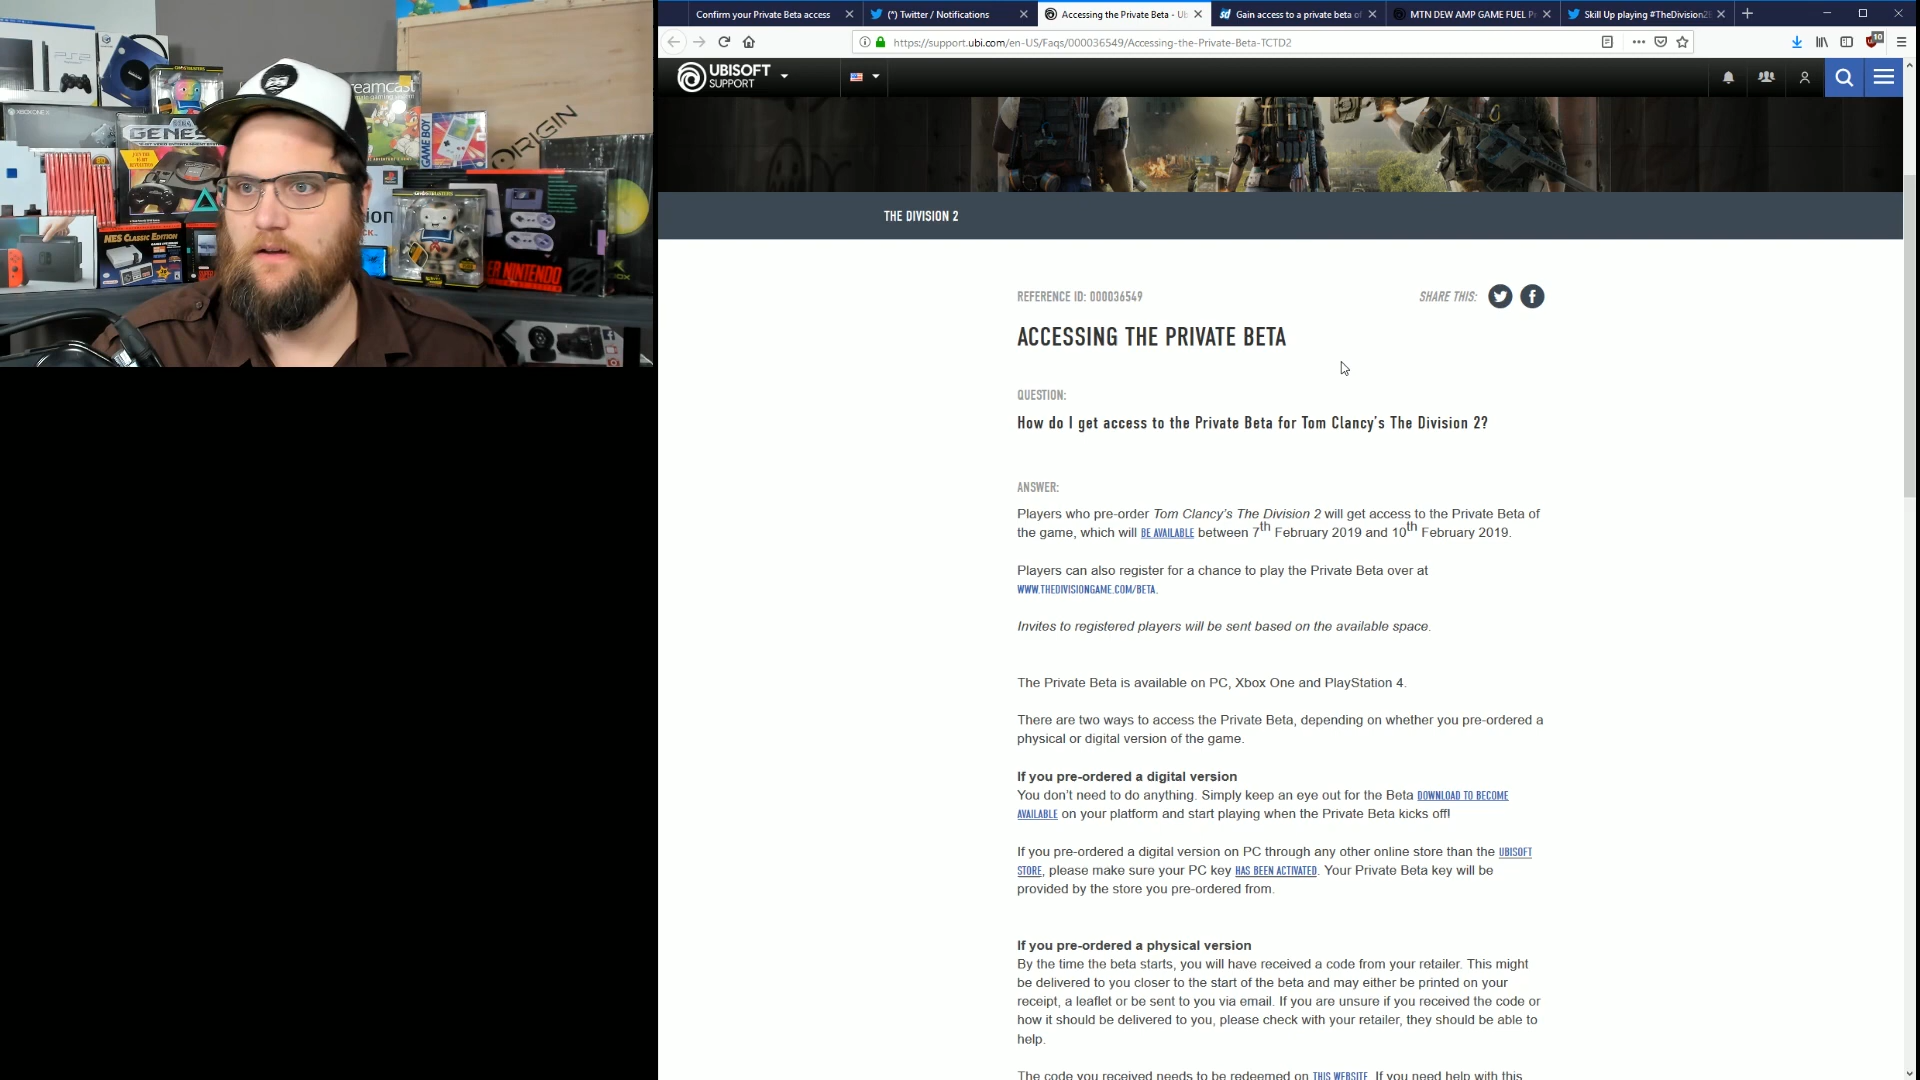 Confirm your Private Beta access
(*) Twitter / Notifications
Accessing the Private Beta - Ub
Gain access to a private beta of
MTN DEW AMP GAME FUEL P
Skill Up playing #TheDivision2B
https://support.ubi.com/en-US/Faqs/000036549/Accessing-the-Private-Beta-TCTD2
10
UBISOFT
SUPPORT
THE DIVISION 2
REFERENCE ID: 000036549
SHARE THIS:
ACCESSING THE PRIVATE BETA
QUESTION:
How do I get access to the Private Beta for Tom Clancy's The Division 2?
ANSWER:
Players who pre-order Tom Clancy's The Division 2 will get access to the Private Beta of
the game, which will BE AVAILABLE between 7th February 2019 and 10th February 2019.
Players can also register for a chance to play the Private Beta over at
WWW.THEDIVISIONGAME.COM/BETA.
Invites to registered players will be sent based on the available space.
The Private Beta is available on PC, Xbox One and PlayStation 4.
There are two ways to access the Private Beta, depending on whether you pre-ordered a
physical or digital version of the game.
If you pre-ordered a digital version
You don't need to do anything. Simply keep an eye out for the Beta DOWNLOAD TO BECOME
AVAILABLE on your platform and start playing when the Private Beta kicks off!
If you pre-ordered a digital version on PC through any other online store than the UBISOFT
STORE, please make sure your PC key HAS BEEN ACTIVATED. Your Private Beta key will be
provided by the store you pre-ordered from.
If you pre-ordered a physical version
By the time the beta starts, you will have received a code from your retailer. This might
be delivered to you closer to the start of the beta and may either be printed on your
receipt, a leaflet or be sent to you via email. If you are unsure if you received the code or
how it should be delivered to you, please check with your retailer, they should be able to
help.
The code you received needs to be redeemed on THIS WEBSITE. If you need help with this
GENES
GAME BOY
ORIGIN
NES CLASSIC EDITION
ER NINTENDO
XBOX ONE X
reamcast